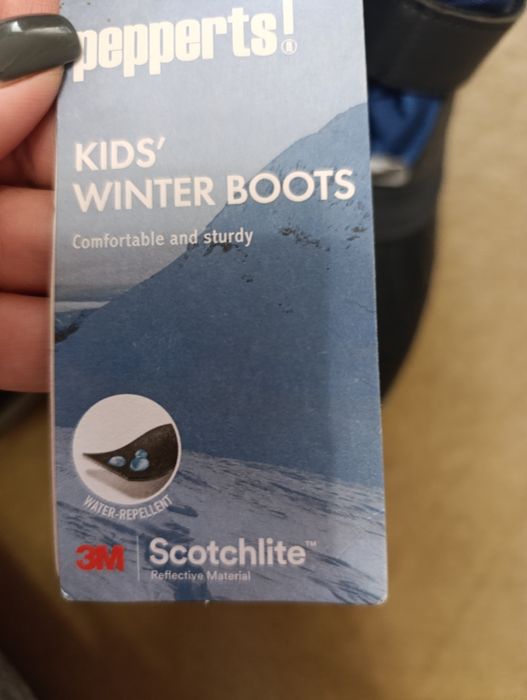 pepperts!®
KIDS'
WINTER BOOTS
Comfortable and sturdy
WATER-REPELLENT
3M Scotchlite™
Reflective Material